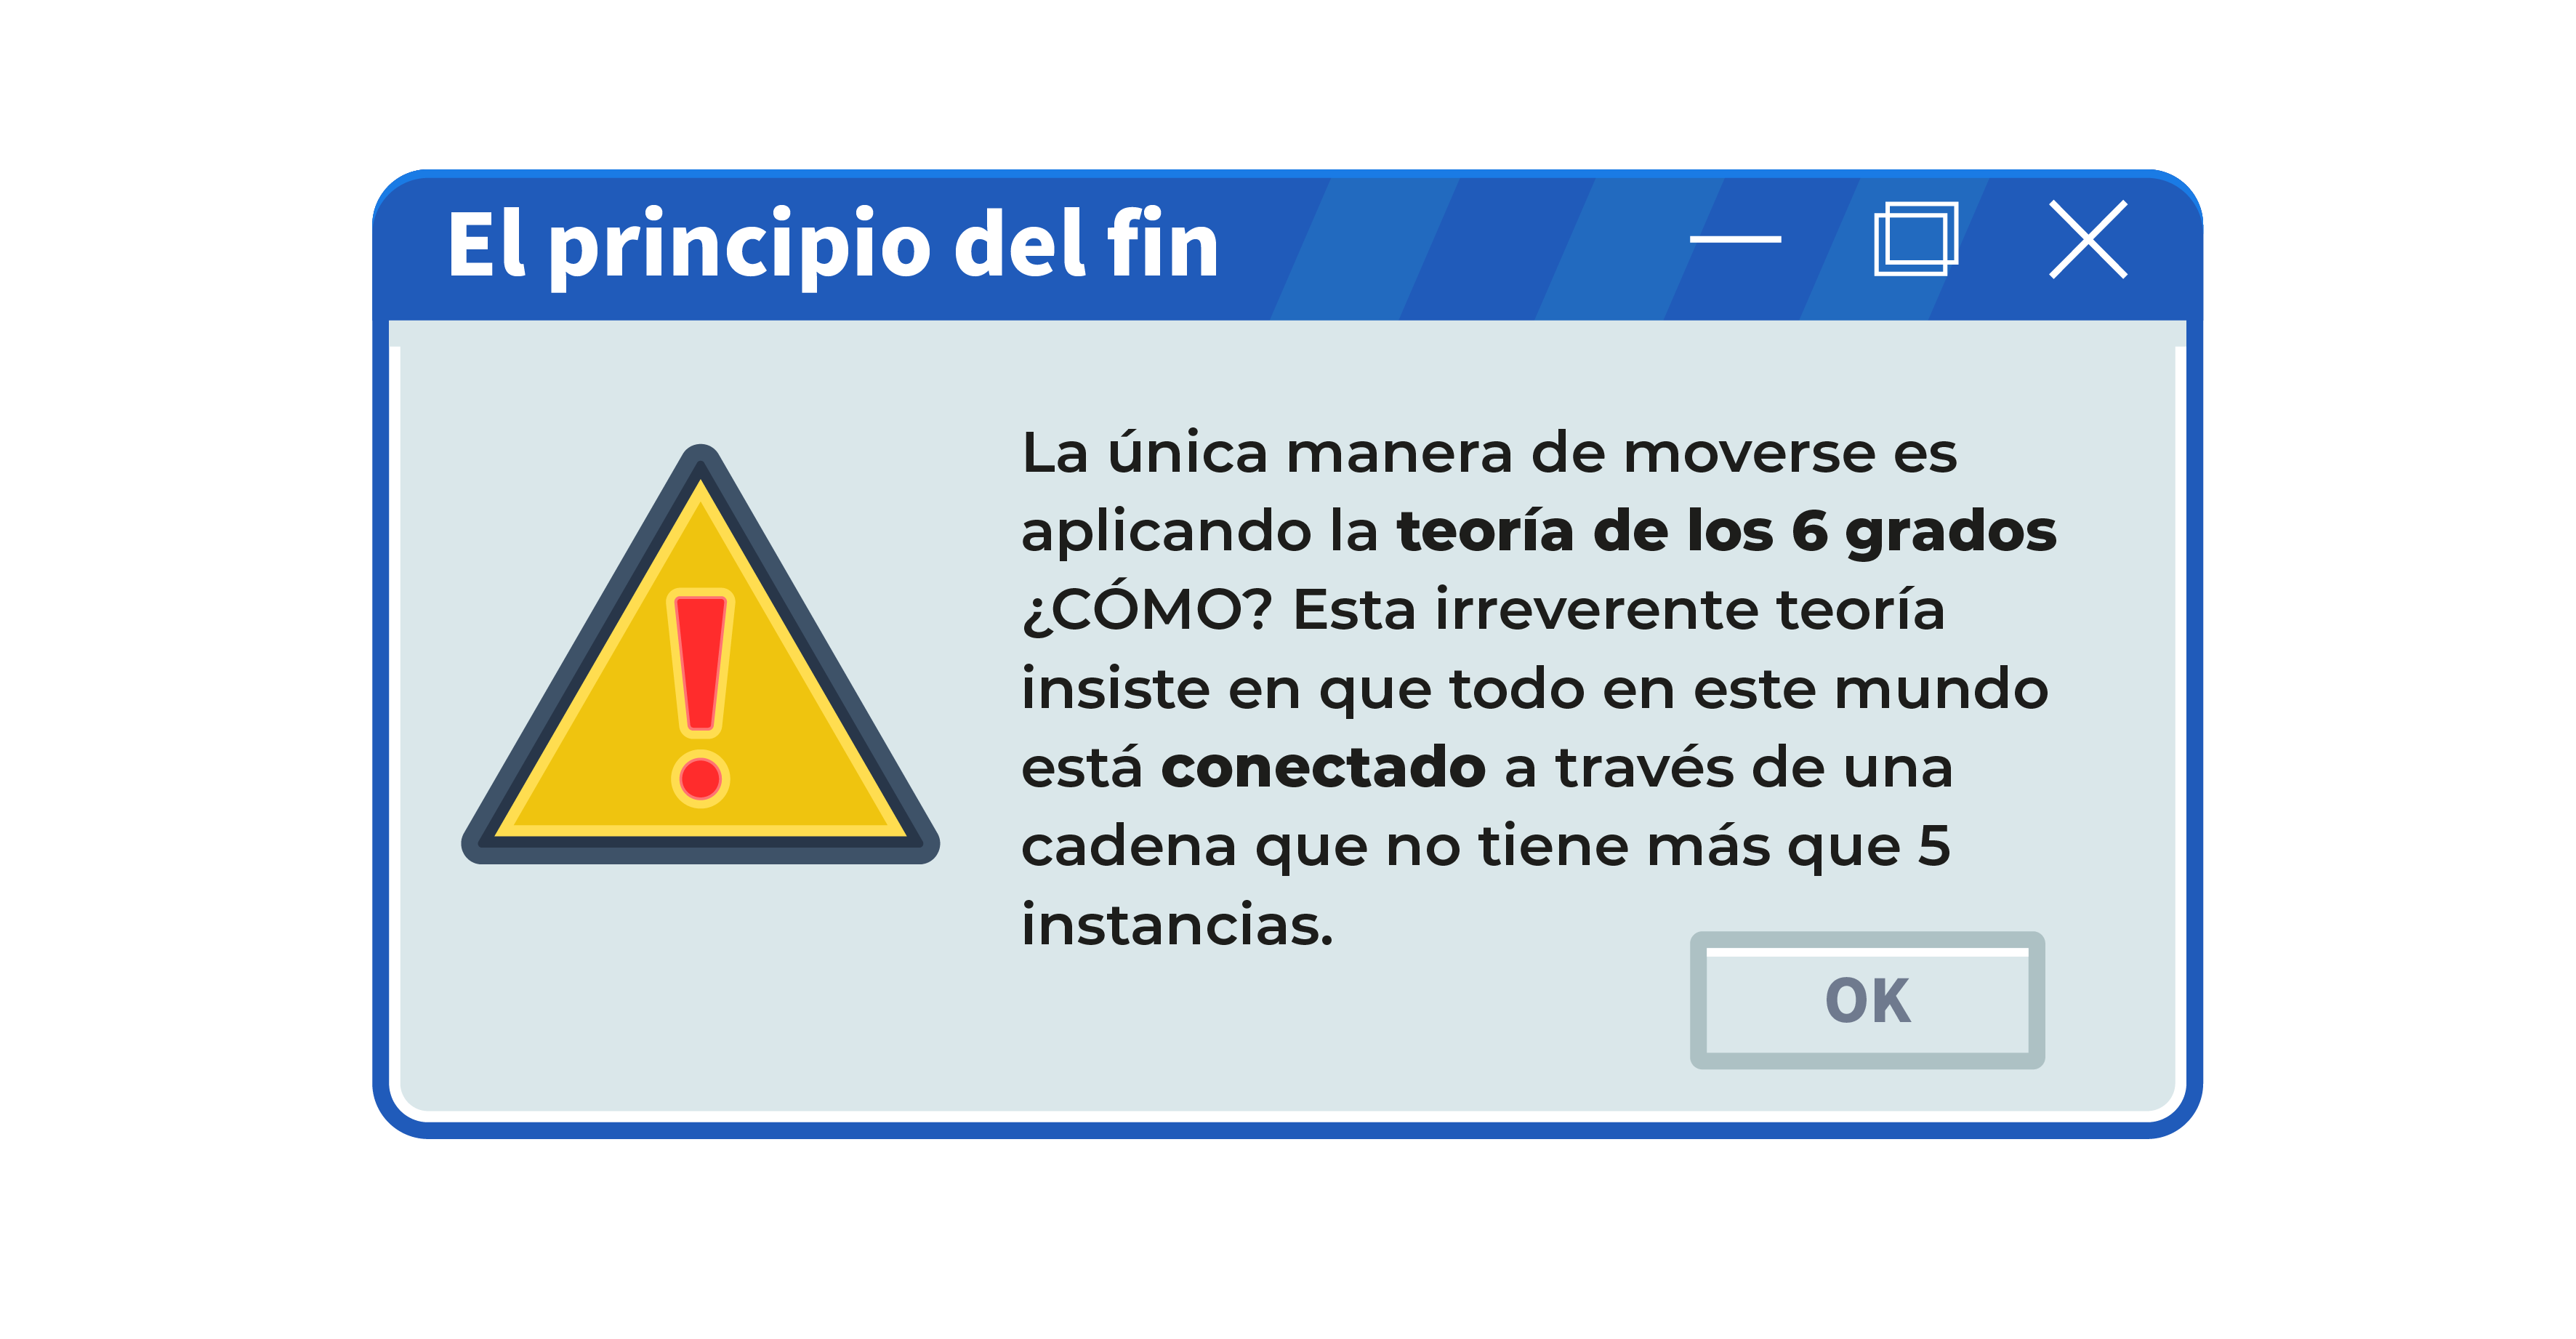 El principio del fin
La única manera de moverse es
aplicando la teoría de los 6 grados
¿CÓMO? Esta irreverente teoría
insiste en que todo en este mundo
está conectado a través de una
cadena que no tiene más que 5
instancias.
OK